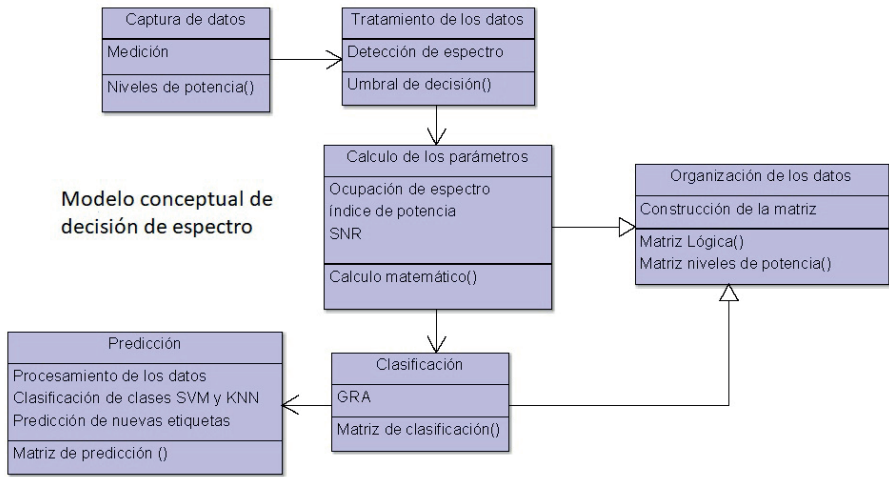 Captura de datos
Medición
Niveles de potencia()
Tratamiento de los datos
Detección de espectro
Umbral de decisión()
Calculo de los parámetros
Ocupación de espectro
índice de potencia
SNR
Calculo matemático()
Organización de los datos
Construcción de la matriz
Matriz Lógica()
Matriz niveles de potencia()
Modelo conceptual de
decisión de espectro
Predicción
Procesamiento de los datos
Clasificación de clases SVM y KNN
Predicción de nuevas etiquetas
Matriz de predicción ()
Clasificación
GRA
Matriz de clasificación()